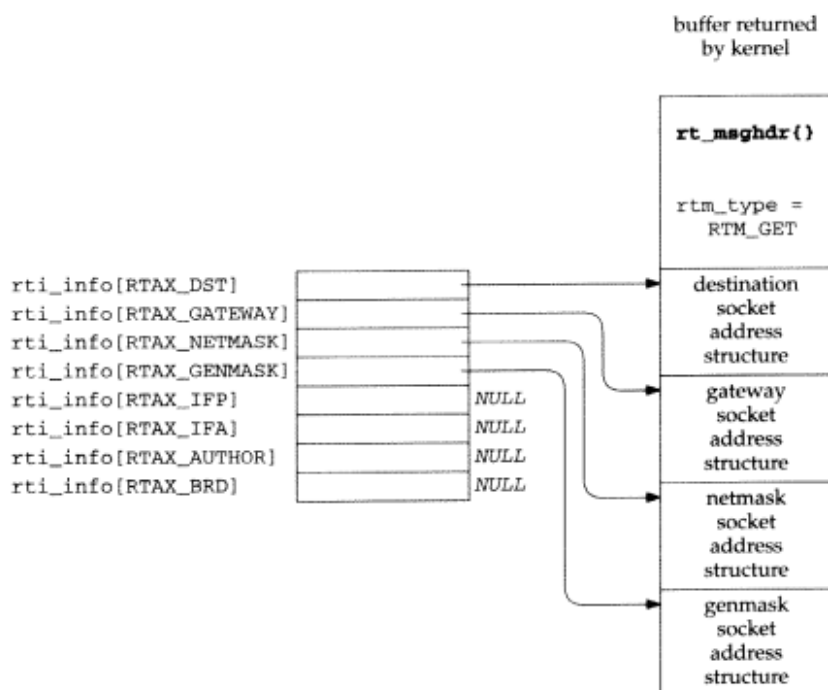 buffer returned
by kernel
rt_msghdr{}
rtm_type =
RTM_GET
rti_info[RTAX_DST]
rti_info[RTAX_GATEWAY]
rti_info[RTAX_NETMASK]
rti_info[RTAX_GENMASK]
rti_info[RTAX_IFP]
NULL
rti_info[RTAX_IFA]
NULL
rti_info[RTAX_AUTHOR]
NULL
rti_info[RTAX_BRD]
NULL
destination
socket
address
structure
gateway
socket
address
structure
netmask
socket
address
structure
genmask
socket
address
structure